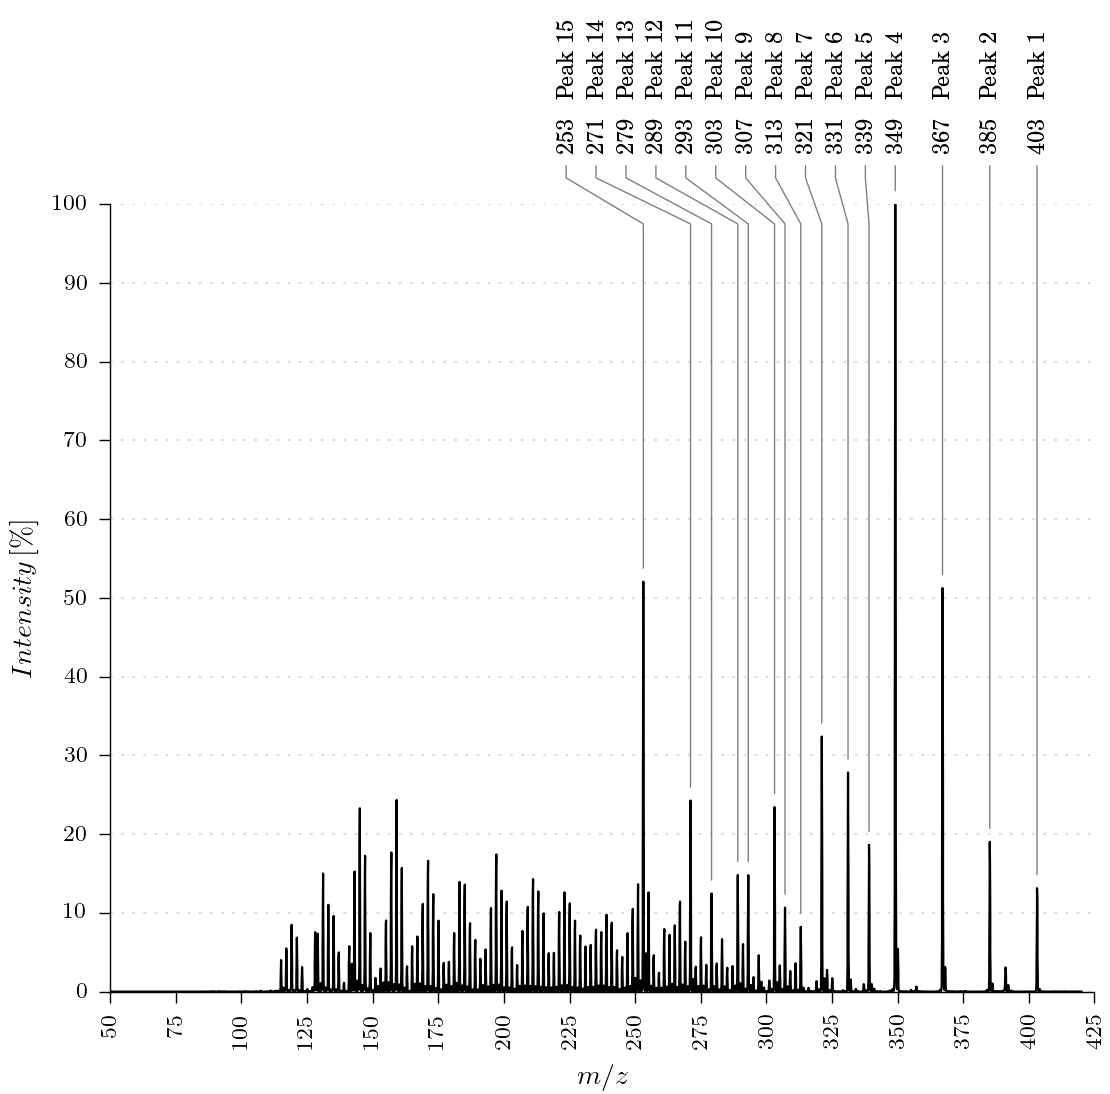 253 Peak 15
271 Peak 14
279 Peak 13
289 Peak 12
293 Peak 11
303 Peak 10
307 Peak 9
313 Peak 8
321 Peak 7
331 Peak 6
339 Peak 5
349 Peak 4
367 Peak 3
385 Peak 2
403 Peak 1
100
90
80
70
60
50
40
30
20
10
0
Intensity [%]
50 75 100 125 150 175 200 225 250 275 300 325 350 375 400 425
m/z